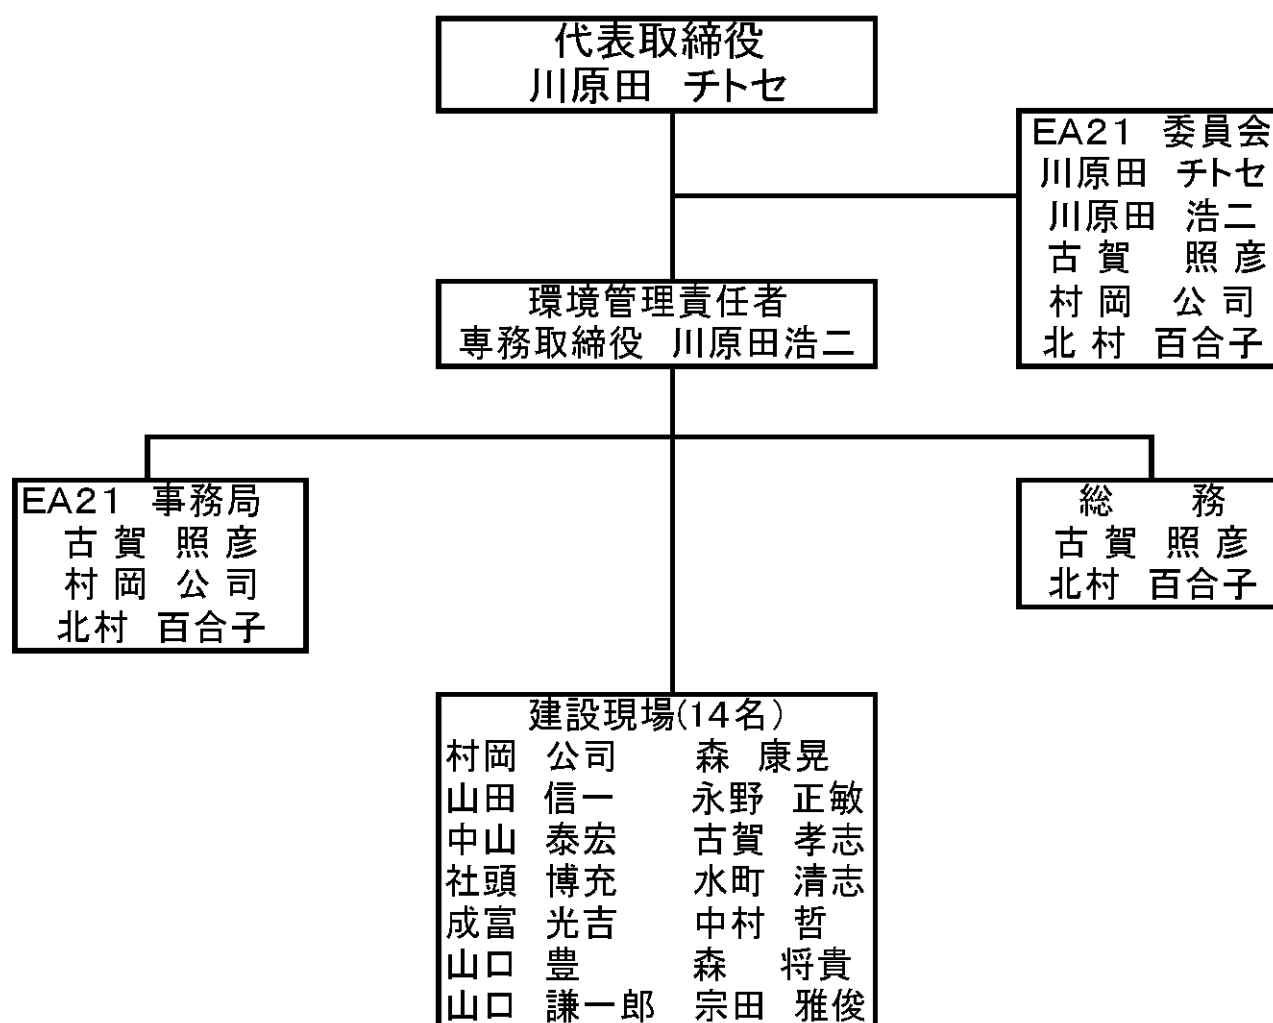 代表取締役
川原田 チトセ
EA21 委員会
川原田 チトセ
川原田 浩二
古賀 照彦
村岡 公司
北村 百合子
環境管理責任者
専務取締役 川原田浩二
EA21 事務局
古賀 照彦
村岡 公司
北村 百合子
総務
古賀 照彦
北村 百合子
建設現場(14名)
村岡 公司 森 康晃
山田 信一 永野 正敏
中山 泰宏 古賀 孝志
社頭 博充 水町 清志
成富 光吉 中村 哲
山口 豊 森 将貴
山口 謙一郎 宗田 雅俊